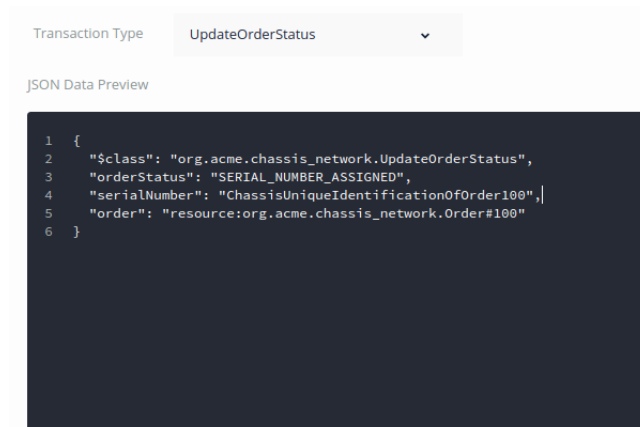 Transaction Type UpdateOrderStatus
JSON Data Preview
1 {
2 "$class": "org.acme.chassis_network.UpdateOrderStatus",
3 "orderStatus": "SERIAL_NUMBER_ASSIGNED",
4 "serialNumber": "ChassisUniqueIdentificationOfOrder100",
5 "order": "resource:org.acme.chassis_network.Order#100"
6 }